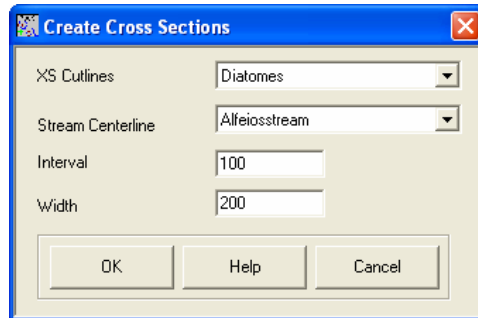 Create Cross Sections
XS Cutlines Diatomes
Stream Centerline Alfeiosstream
Interval 100
Width 200
OK Help Cancel